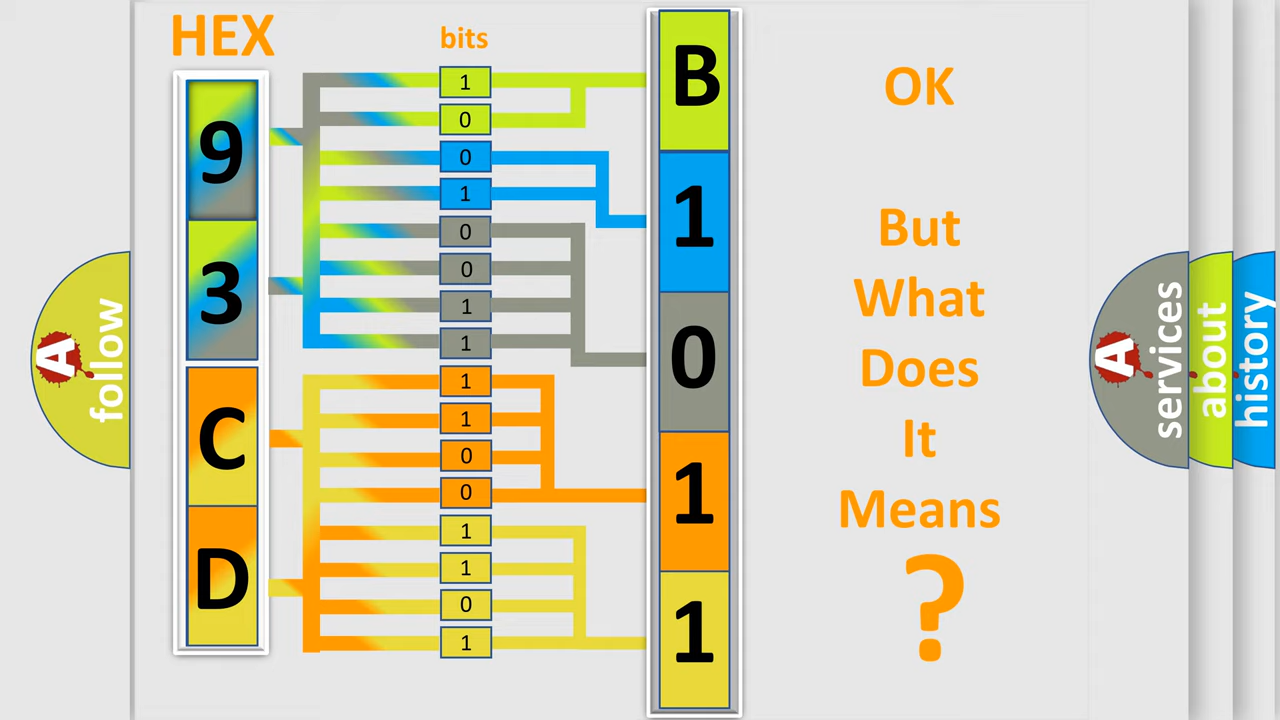 HEX
bits
9
3
C
D
1
0
0
1
0
0
1
1
1
1
0
0
1
1
0
1
B
1
0
1
1
OK
But
What
Does
It
Means
?
A
follow
A
services
about
history